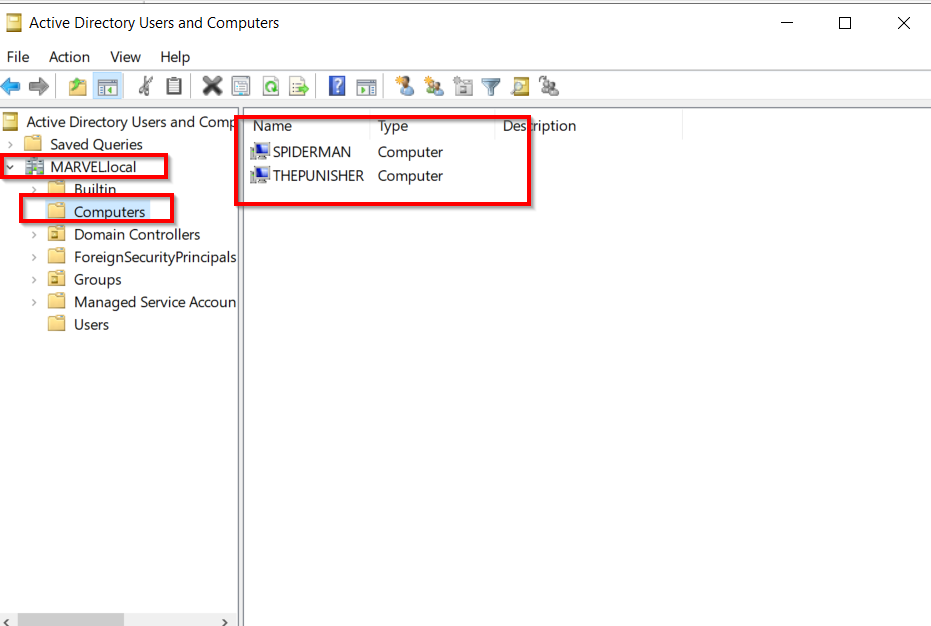 Active Directory Users and Computers
File Action View Help
Active Directory Users and Comp
Saved Queries
MARVEL.local
Builtin
Computers
Domain Controllers
ForeignSecurityPrincipals
Groups
Managed Service Accoun
Users
Name Type Description
SPIDERMAN Computer
THEPUNISHER Computer